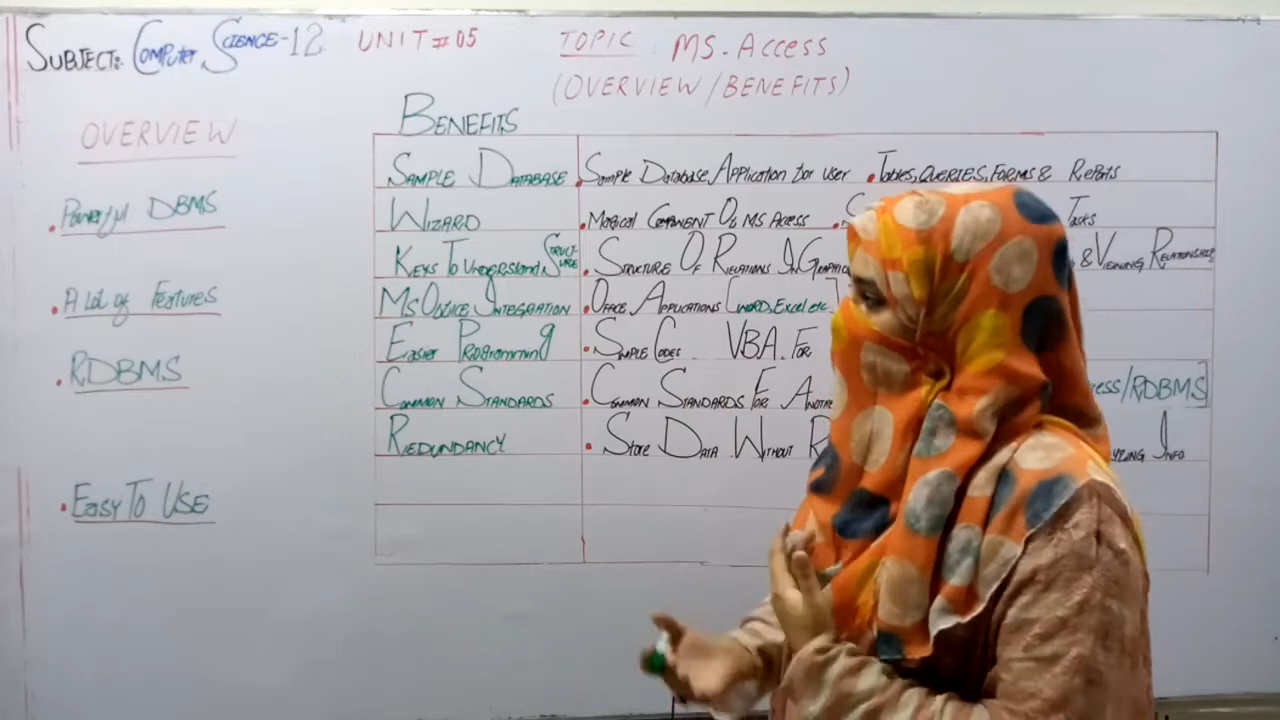 SUBJECT: COMPUTER SCIENCE-12 UNIT # 05 TOPIC MS-ACCESS
(OVERVIEW/BENEFITS)
OVERVIEW
.Powerful DBMS
.A Lot of Features
.RDBMS
.EASY TO USE
BENEFITS
SAMPLE DATABASE .Sample Database Application for User .Tables, QUERIES, FORMS & REPORTS
WIZARD .MAGICAL COMPONENT OF MS ACCESS TASKS
KEYS TO UNDERSTAND STRUCTURE .STRUCTURE OF RELATIONS IN & VIEWING RELATIONSHIP
MS OFFICE INTEGRATION .OFFICE APPLICATIONS [WORD, Excel etc.]
EASIER PROGRAMMING .SIMPLE CODES VBA. FOR
COMMON STANDARDS .COMMON STANDARDS FOR /RDBMS]
REDUNDANCY .STORE DATA WITHOUT INFO